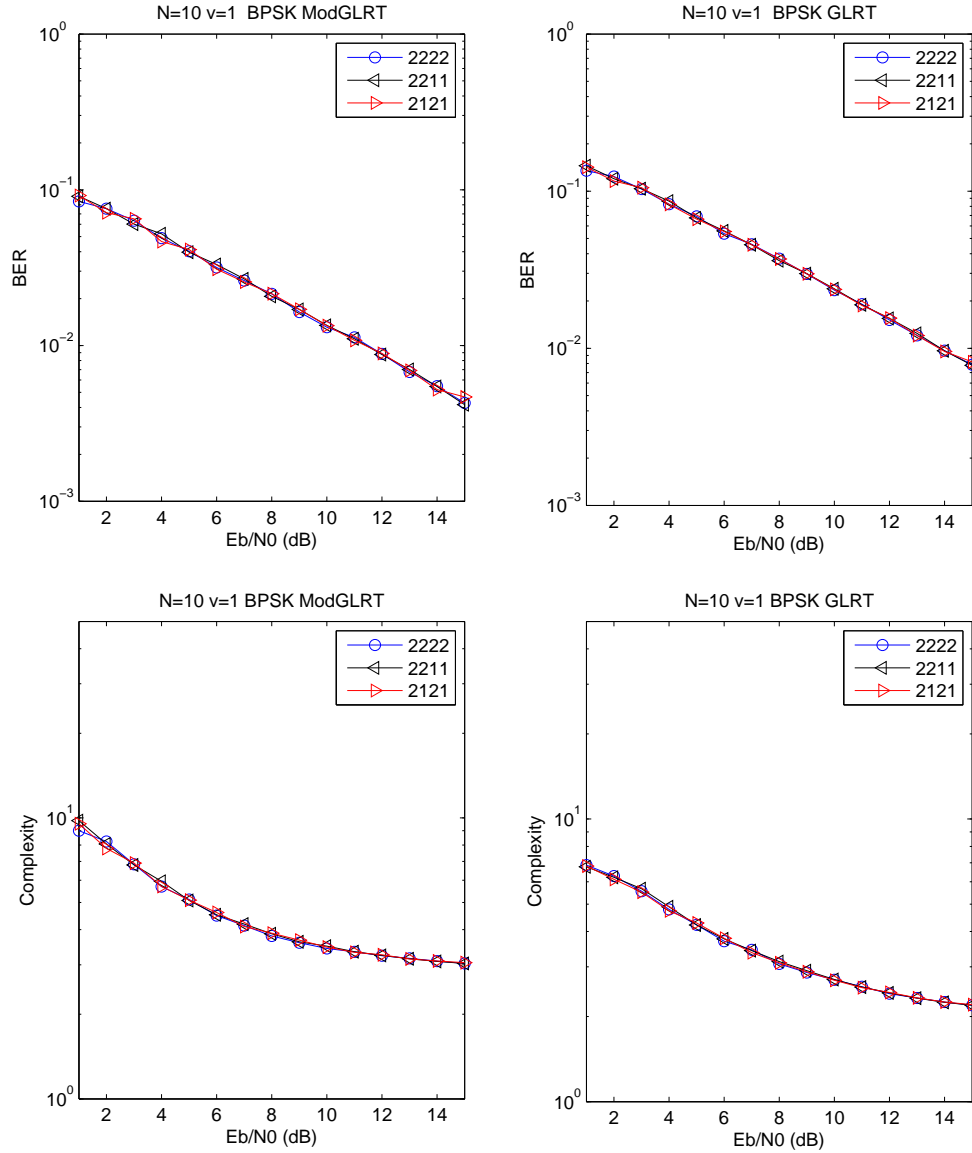 N=10 v=1 BPSK ModGLRT
10^0
10^-1
10^-2
10^-3
BER
2222
2211
2121
2 4 6 8 10 12 14
Eb/N0 (dB)
N=10 v=1 BPSK GLRT
10^0
10^-1
10^-2
10^-3
BER
2222
2211
2121
2 4 6 8 10 12 14
Eb/N0 (dB)
N=10 v=1 BPSK ModGLRT
10^1
10^0
Complexity
2222
2211
2121
2 4 6 8 10 12 14
Eb/N0 (dB)
N=10 v=1 BPSK GLRT
10^1
10^0
Complexity
2222
2211
2121
2 4 6 8 10 12 14
Eb/N0 (dB)